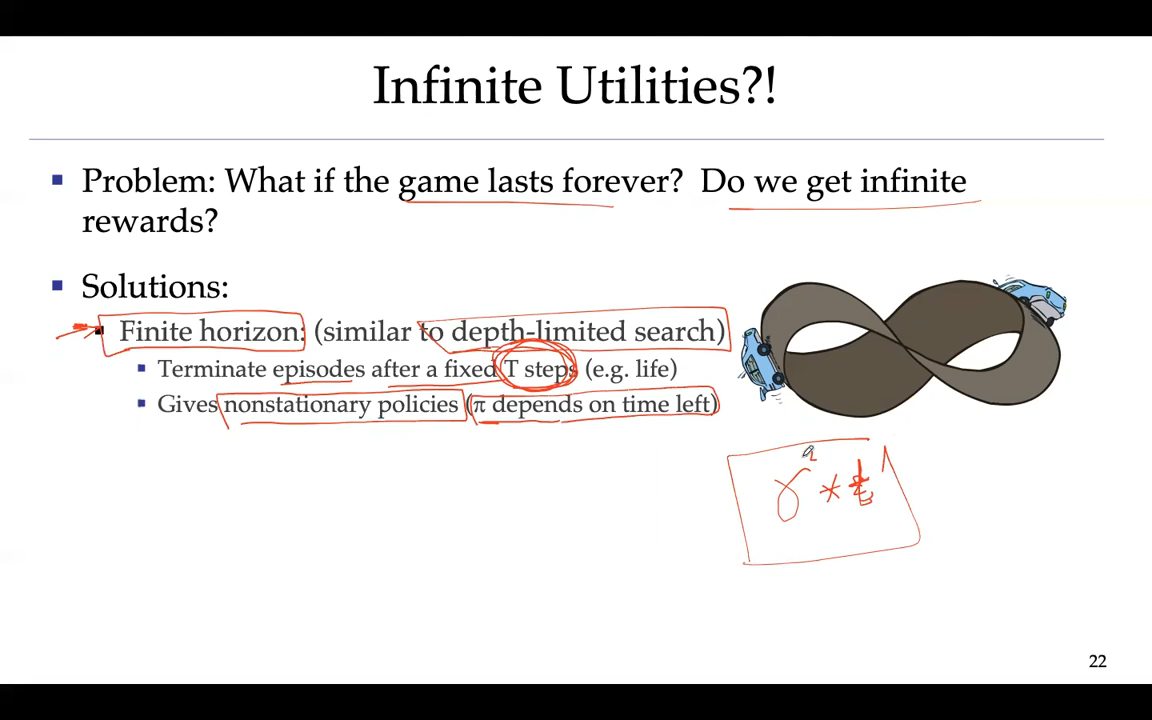 Infinite Utilities?!
▪ Problem: What if the game lasts forever? Do we get infinite
rewards?
▪ Solutions:
▪ Finite horizon: (similar to depth-limited search)
▪ Terminate episodes after a fixed T steps (e.g. life)
▪ Gives nonstationary policies (π depends on time left)
γ *
22